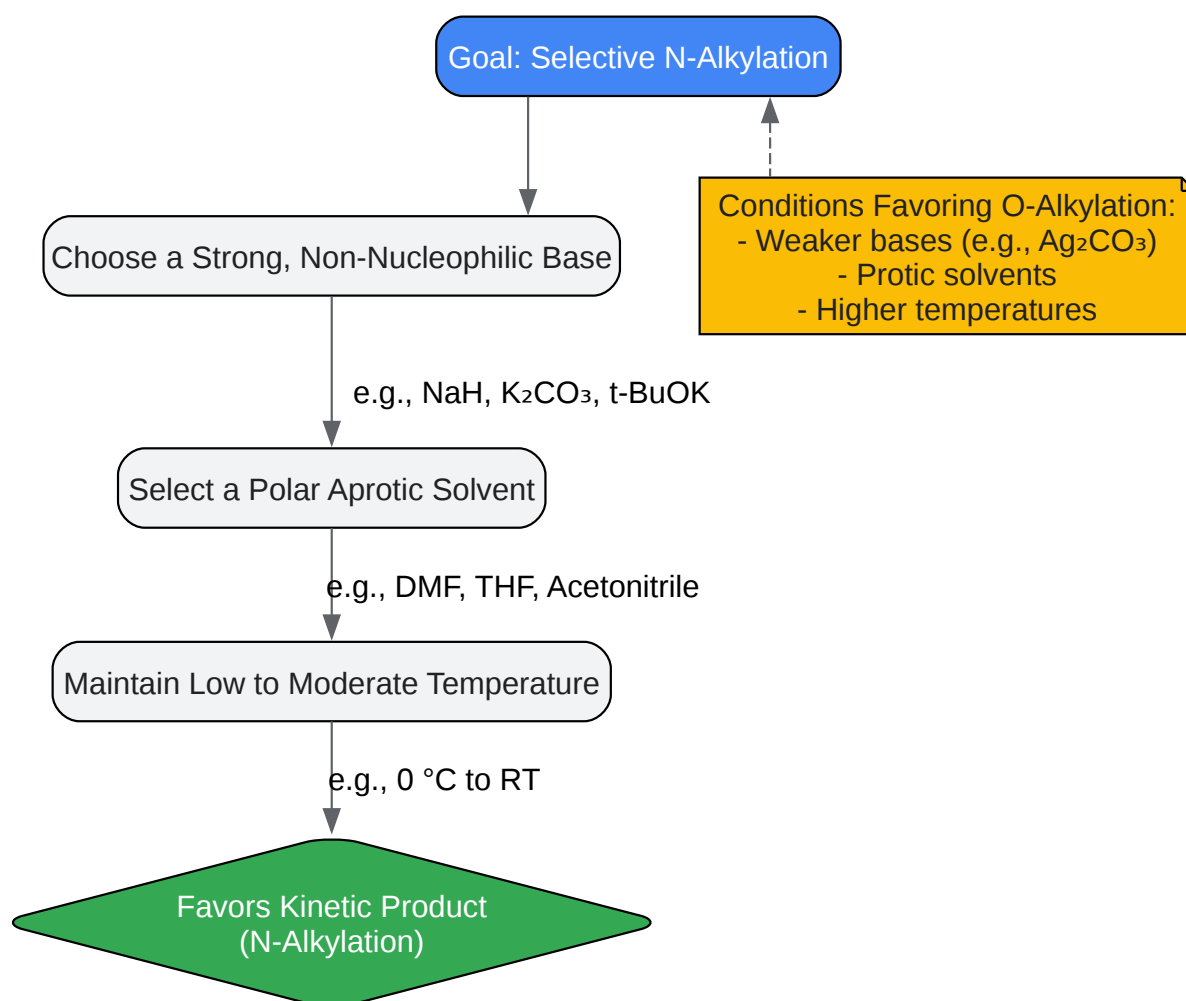 Goal: Selective N-Alkylation
Conditions Favoring O-Alkylation:
- Weaker bases (e.g., Ag₂CO₃)
- Protic solvents
- Higher temperatures
Choose a Strong, Non-Nucleophilic Base
e.g., NaH, K₂CO₃, t-BuOK
Select a Polar Aprotic Solvent
e.g., DMF, THF, Acetonitrile
Maintain Low to Moderate Temperature
e.g., 0 °C to RT
Favors Kinetic Product
(N-Alkylation)